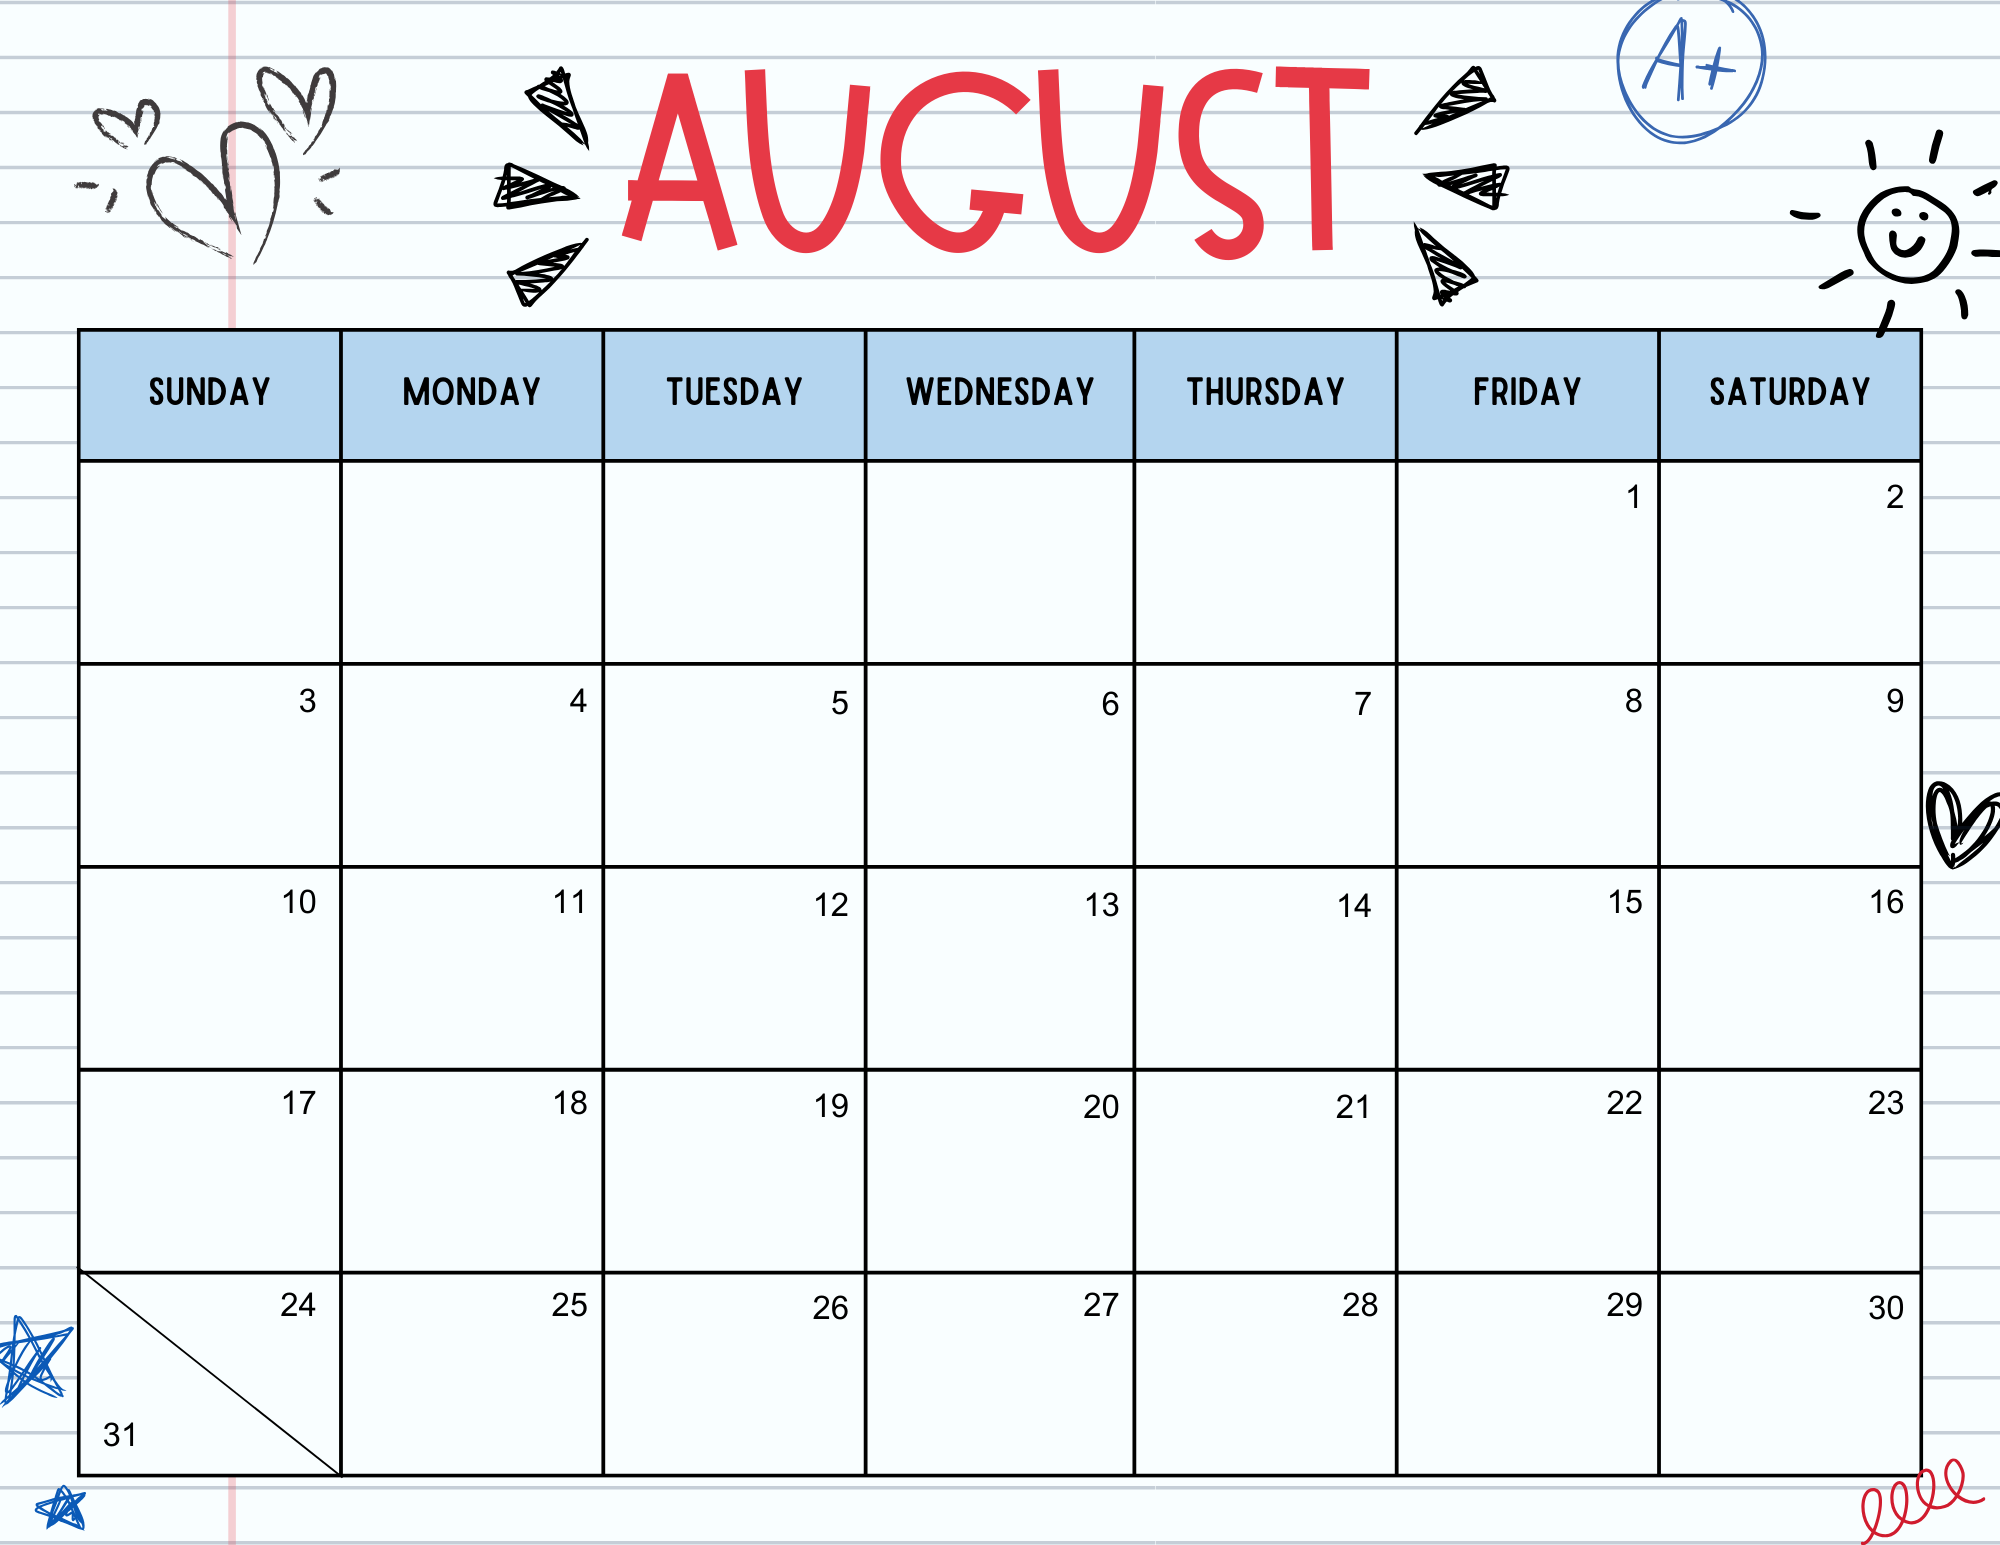 A+
AUGUST
SUNDAY MONDAY TUESDAY WEDNESDAY THURSDAY FRIDAY SATURDAY
1 2
3 4 5 6 7 8 9
10 11 12 13 14 15 16
17 18 19 20 21 22 23
24 25 26 27 28 29 30
31